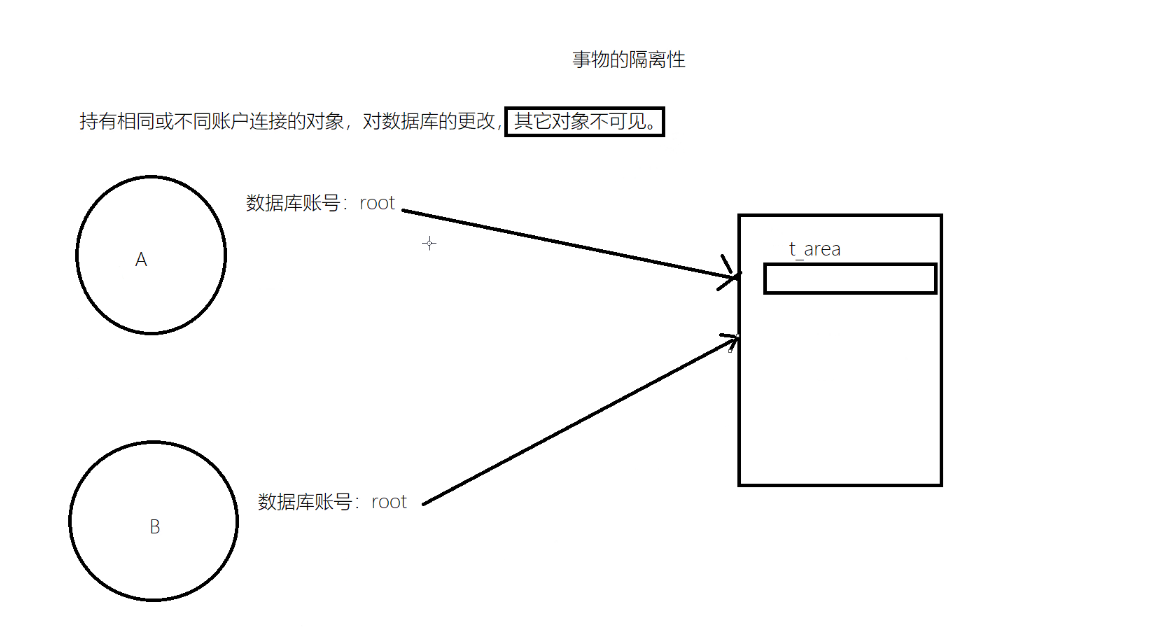 事物的隔离性
持有相同或不同账户连接的对象，对数据库的更改，其它对象不可见。
数据库账号：root
A
t_area
数据库账号：root
B